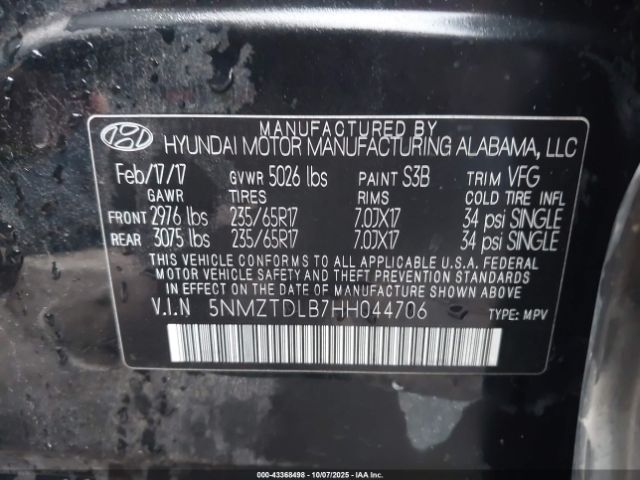 MANUFACTURED BY
HYUNDAI MOTOR MANUFACTURING ALABAMA, LLC
Feb/17/17 GVWR 5026 lbs PAINT S3B TRIM VFG
GAWR TIRES RIMS COLD TIRE INFL
FRONT 2976 lbs 235/65R17 7.0JX17 34 psi SINGLE
REAR 3075 lbs 235/65R17 7.0JX17 34 psi SINGLE
THIS VEHICLE CONFORMS TO ALL APPLICABLE U.S.A. FEDERAL
MOTOR VEHICLE SAFETY, BUMPER, AND THEFT PREVENTION STANDARDS
IN EFFECT ON THE DATE OF MANUFACTURE SHOWN ABOVE.
V.I.N 5NMZTDLB7HH044706 TYPE: MPV
000-43368498 - 10/07/2025 - IAAI.COM